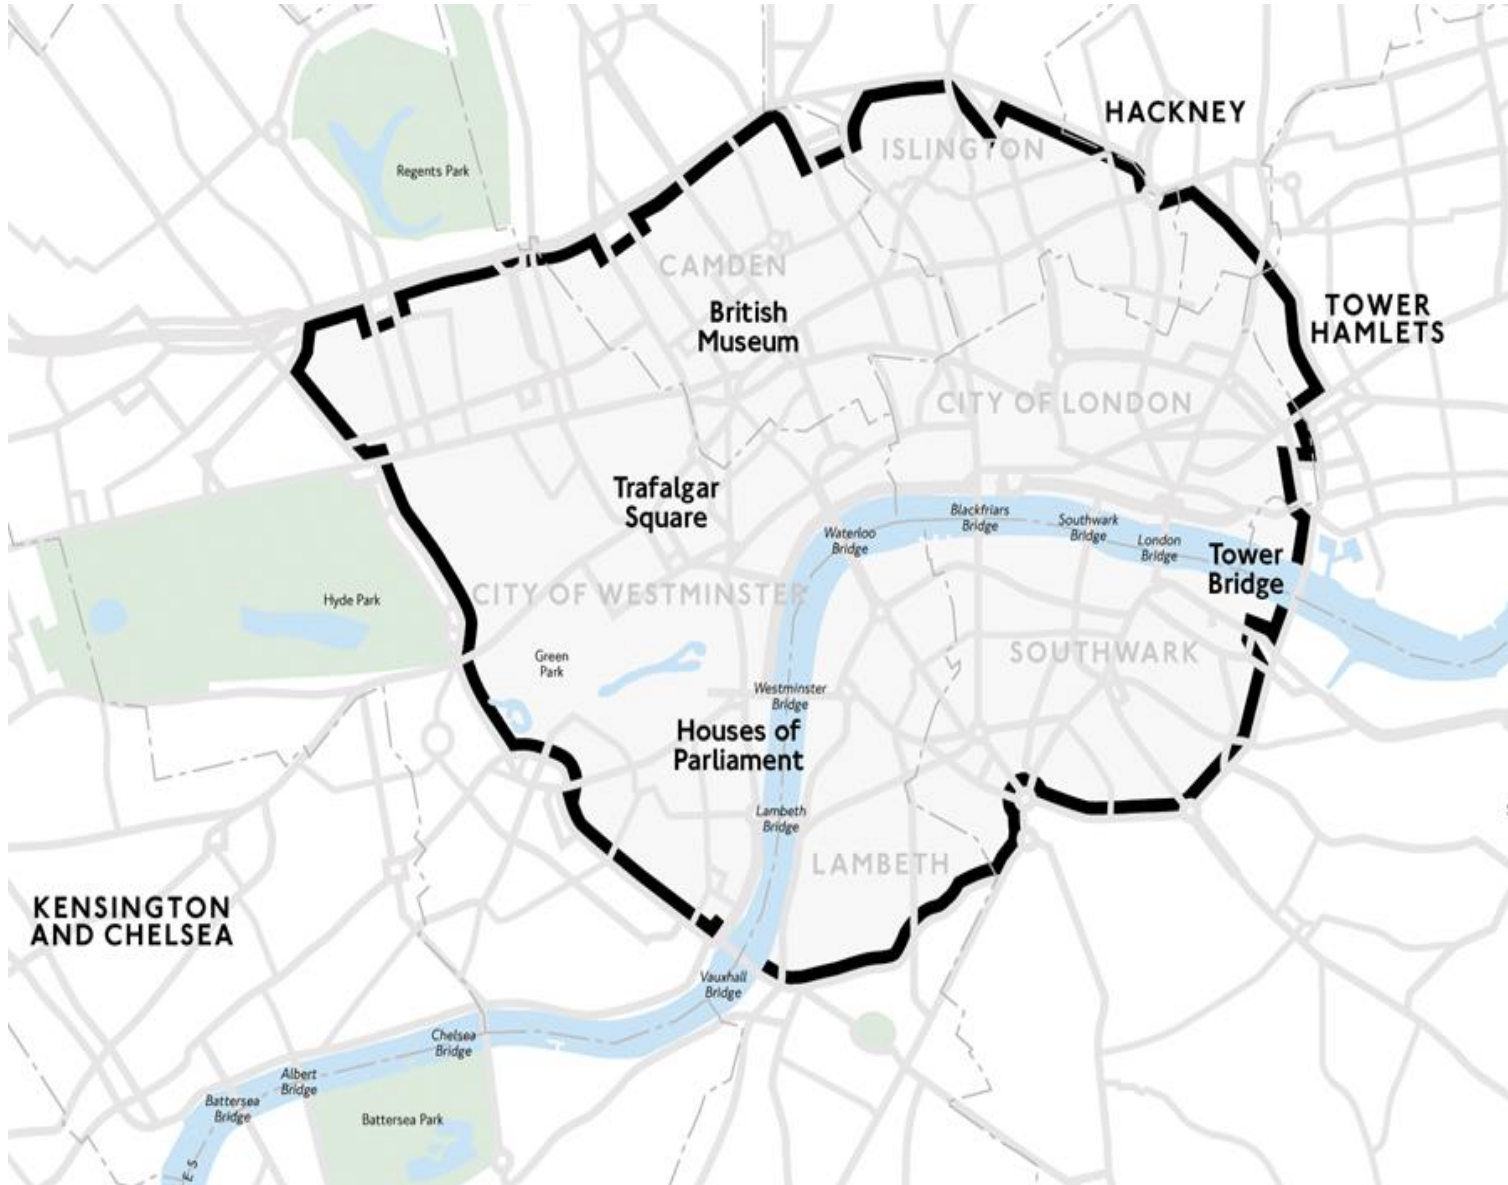 HACKNEY
ISLINGTON
Regents Park
CAMDEN
British
Museum
TOWER
HAMLETS
CITY OF LONDON
Trafalgar
Square
Blackfriars
Bridge
Southwark
Bridge
Waterloo
Bridge
London
Bridge
Tower
Bridge
CITY OF WESTMINSTER
Hyde Park
Green
Park
SOUTHWARK
Westminster
Bridge
Houses of
Parliament
Lambeth
Bridge
LAMBETH
KENSINGTON
AND CHELSEA
Vauxhall
Bridge
Chelsea
Bridge
Albert
Bridge
Battersea
Bridge
Battersea Park
ES